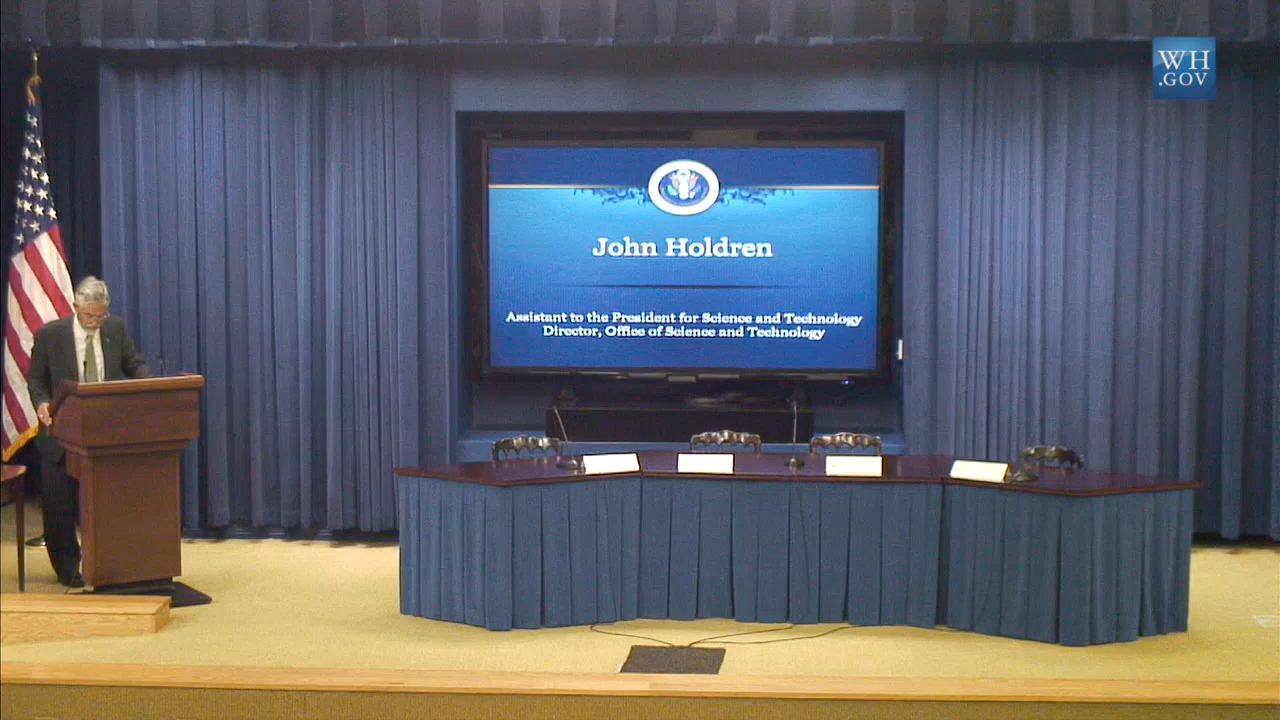 WH
.GOV
John Holdren
Assistant to the President for Science and Technology
Director, Office of Science and Technology